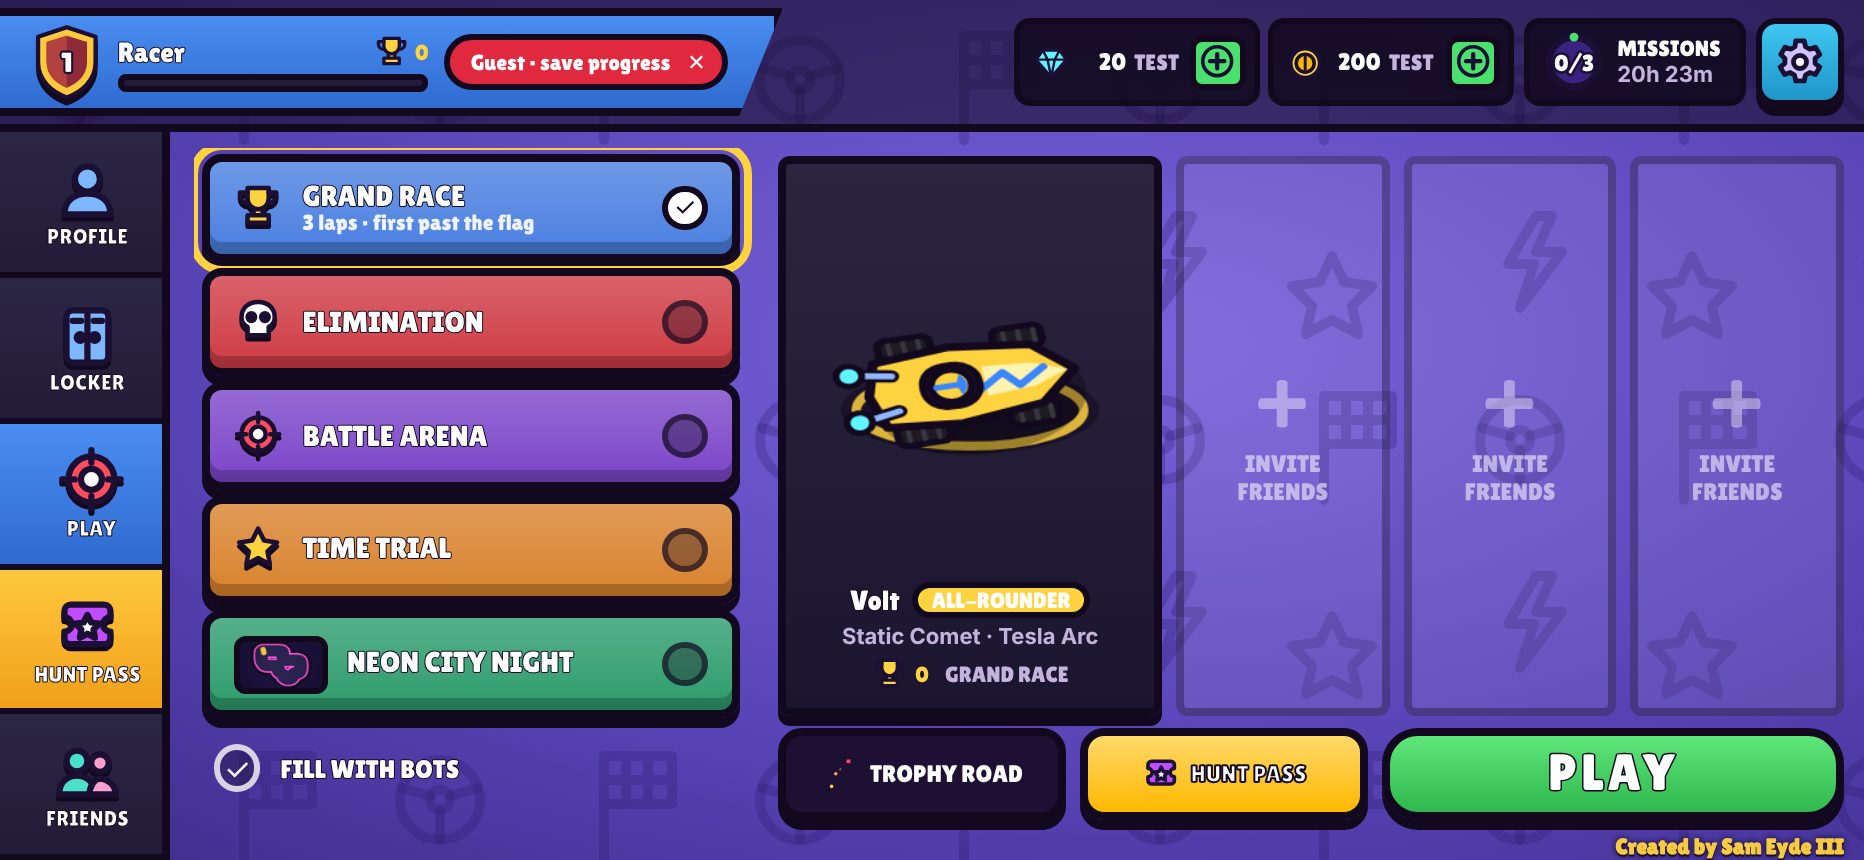 1
Racer
0
Guest · save progress
20 TEST
200 TEST
0/3
MISSIONS
20h 23m
PROFILE
LOCKER
PLAY
HUNT PASS
FRIENDS
GRAND RACE
3 laps · first past the flag
ELIMINATION
BATTLE ARENA
TIME TRIAL
NEON CITY NIGHT
FILL WITH BOTS
Volt ALL-ROUNDER
Static Comet · Tesla Arc
0 GRAND RACE
INVITE
FRIENDS
INVITE
FRIENDS
INVITE
FRIENDS
TROPHY ROAD
HUNT PASS
PLAY
Created by Sam Eyde III